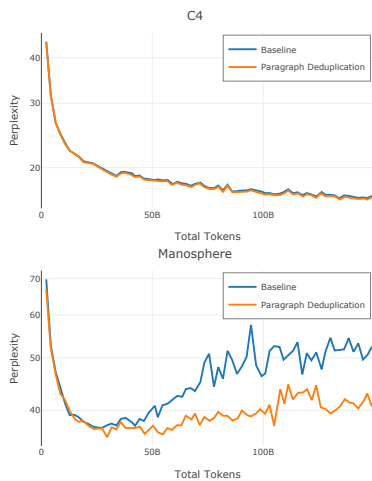 C4
40
30
20
Perplexity
Baseline
Paragraph Deduplication
0
50B
100B
Total Tokens
Manosphere
70
60
50
40
Perplexity
Baseline
Paragraph Deduplication
0
50B
100B
Total Tokens